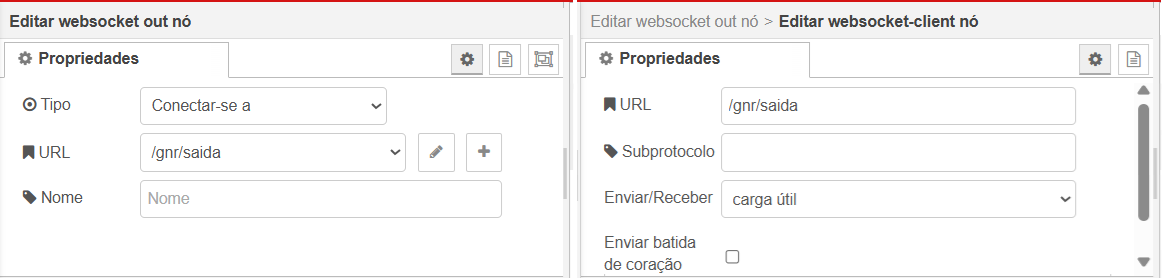 Editar websocket out nó
Propriedades
Tipo
Conectar-se a
URL
/gnr/saida
Nome
Nome
Editar websocket out nó > Editar websocket-client nó
Propriedades
URL
/gnr/saida
Subprotocolo
Enviar/Receber
carga útil
Enviar batida
de coração